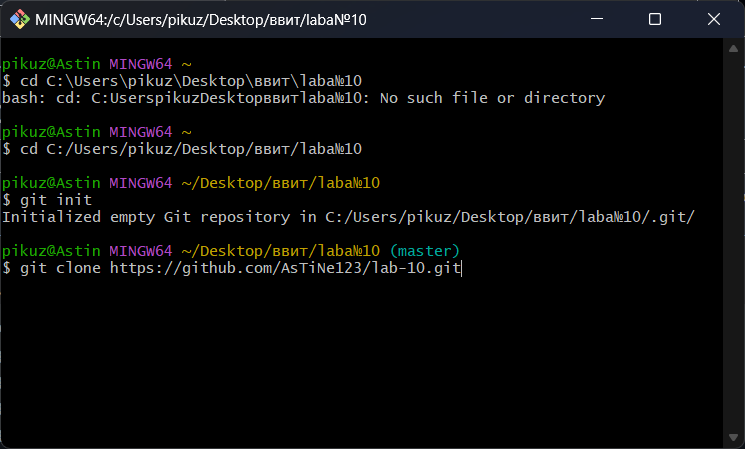 MINGW64:/c/Users/pikuz/Desktop/ввит/laba№10
pikuz@Astin MINGW64 ~
$ cd C:\Users\pikuz\Desktop\ввит\laba№10
bash: cd: C:UserspikuzDesktopввитlaba№10: No such file or directory
pikuz@Astin MINGW64 ~
$ cd C:/Users/pikuz/Desktop/ввит/laba№10
pikuz@Astin MINGW64 ~/Desktop/ввит/laba№10
$ git init
Initialized empty Git repository in C:/Users/pikuz/Desktop/ввит/laba№10/.git/
pikuz@Astin MINGW64 ~/Desktop/ввит/laba№10 (master)
$ git clone https://github.com/AsTiNe123/lab-10.git